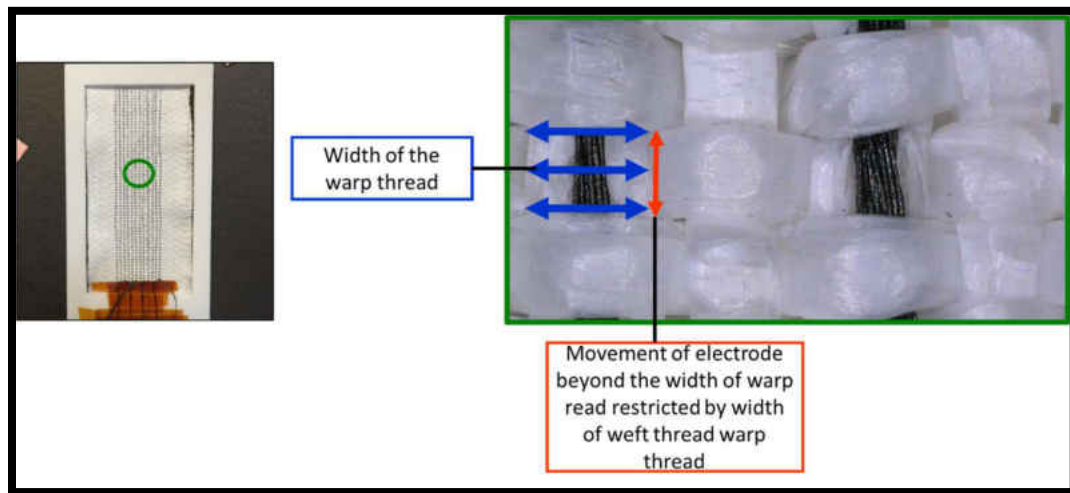 Width of the
warp thread
Movement of electrode
beyond the width of warp
read restricted by width
of weft thread warp
thread